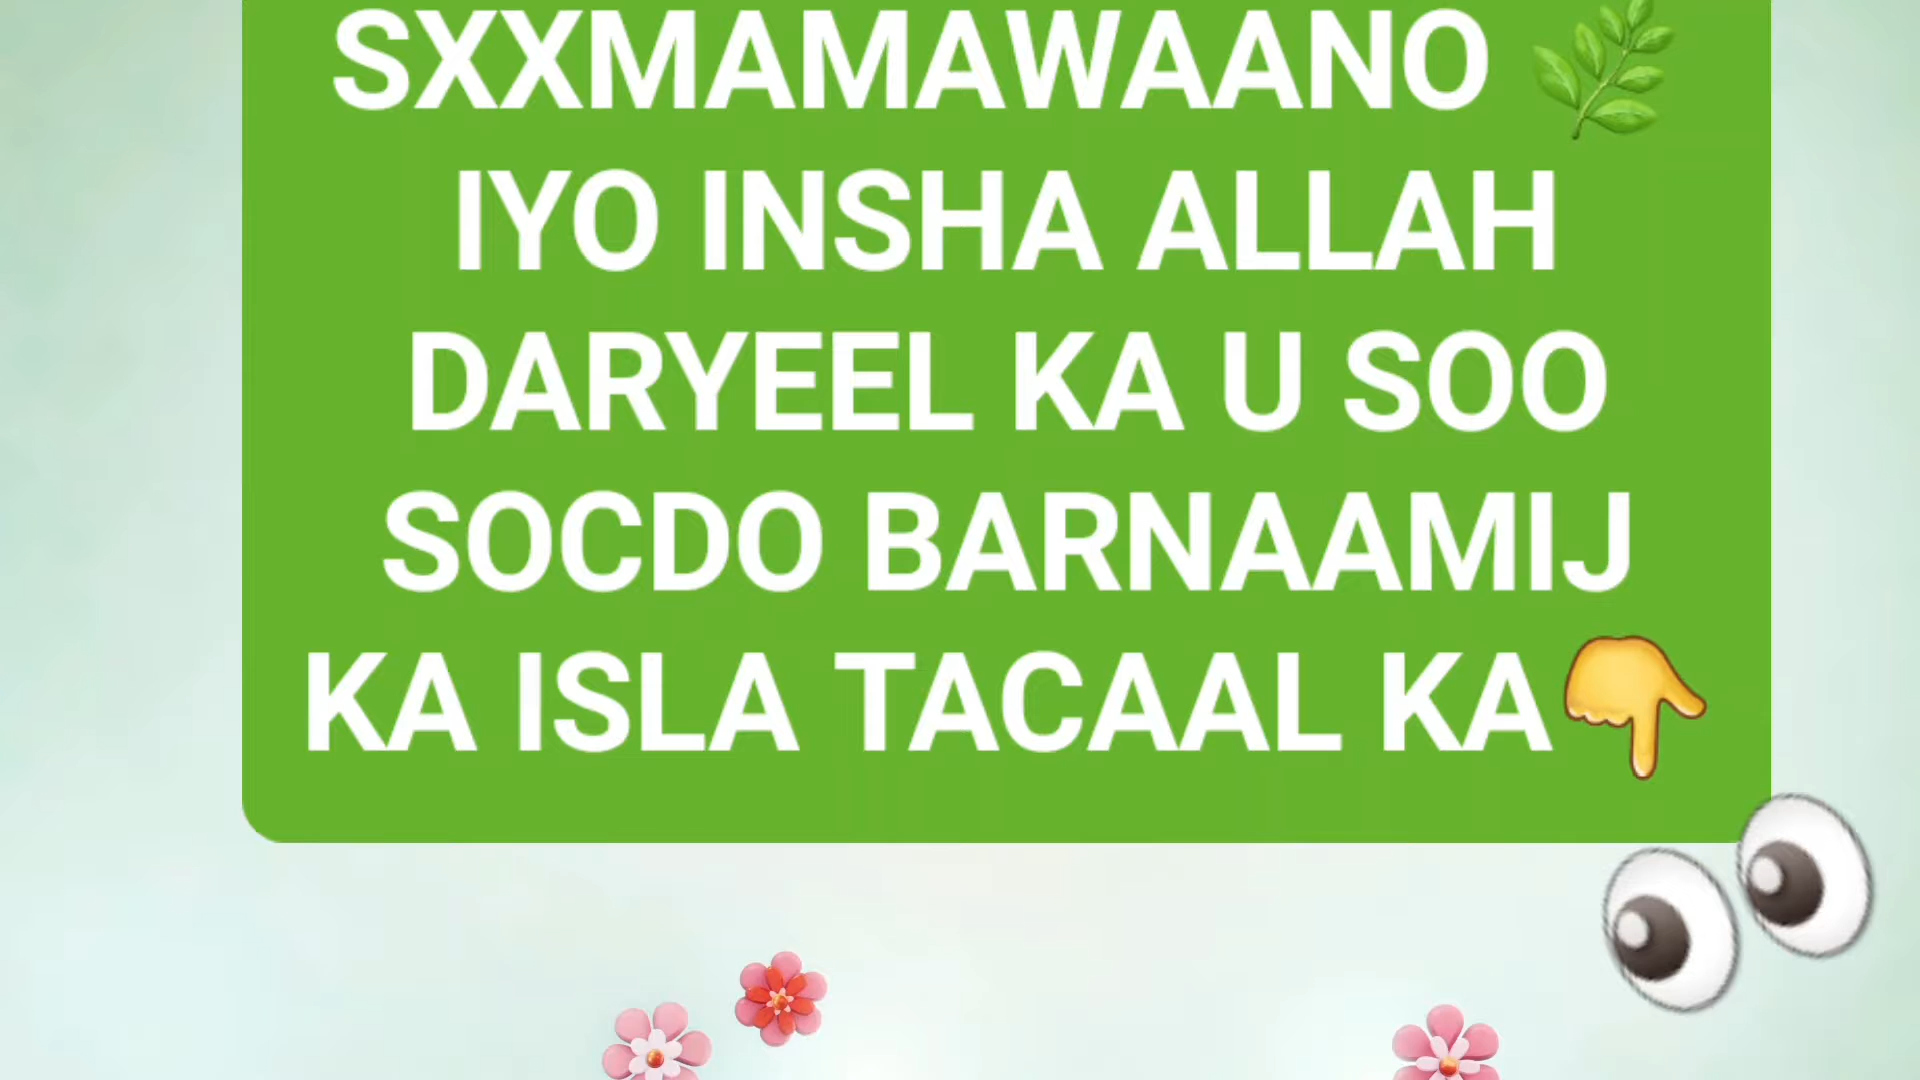 SXXMAMAWAANO 🌿
IYO INSHA ALLAH
DARYEEL KA U SOO
SOCDO BARNAAMIJ
KA ISLA TACAAL KA👇